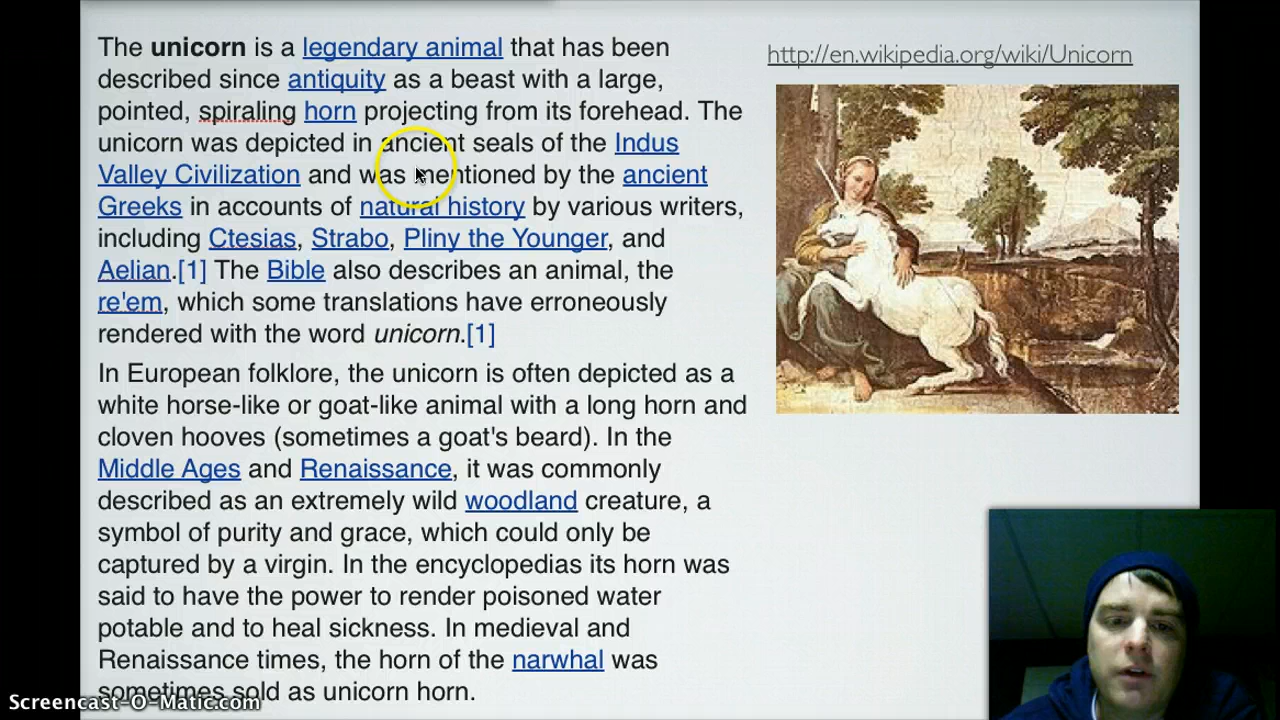 The unicorn is a legendary animal that has been
described since antiquity as a beast with a large,
pointed, spiraling horn projecting from its forehead. The
unicorn was depicted in ancient seals of the Indus
Valley Civilization and was mentioned by the ancient
Greeks in accounts of natural history by various writers,
including Ctesias, Strabo, Pliny the Younger, and
Aelian.[1] The Bible also describes an animal, the
re'em, which some translations have erroneously
rendered with the word unicorn.[1]
In European folklore, the unicorn is often depicted as a
white horse-like or goat-like animal with a long horn and
cloven hooves (sometimes a goat's beard). In the
Middle Ages and Renaissance, it was commonly
described as an extremely wild woodland creature, a
symbol of purity and grace, which could only be
captured by a virgin. In the encyclopedias its horn was
said to have the power to render poisoned water
potable and to heal sickness. In medieval and
Renaissance times, the horn of the narwhal was
sometimes sold as unicorn horn.
http://en.wikipedia.org/wiki/Unicorn
Screencast-O-Matic.com